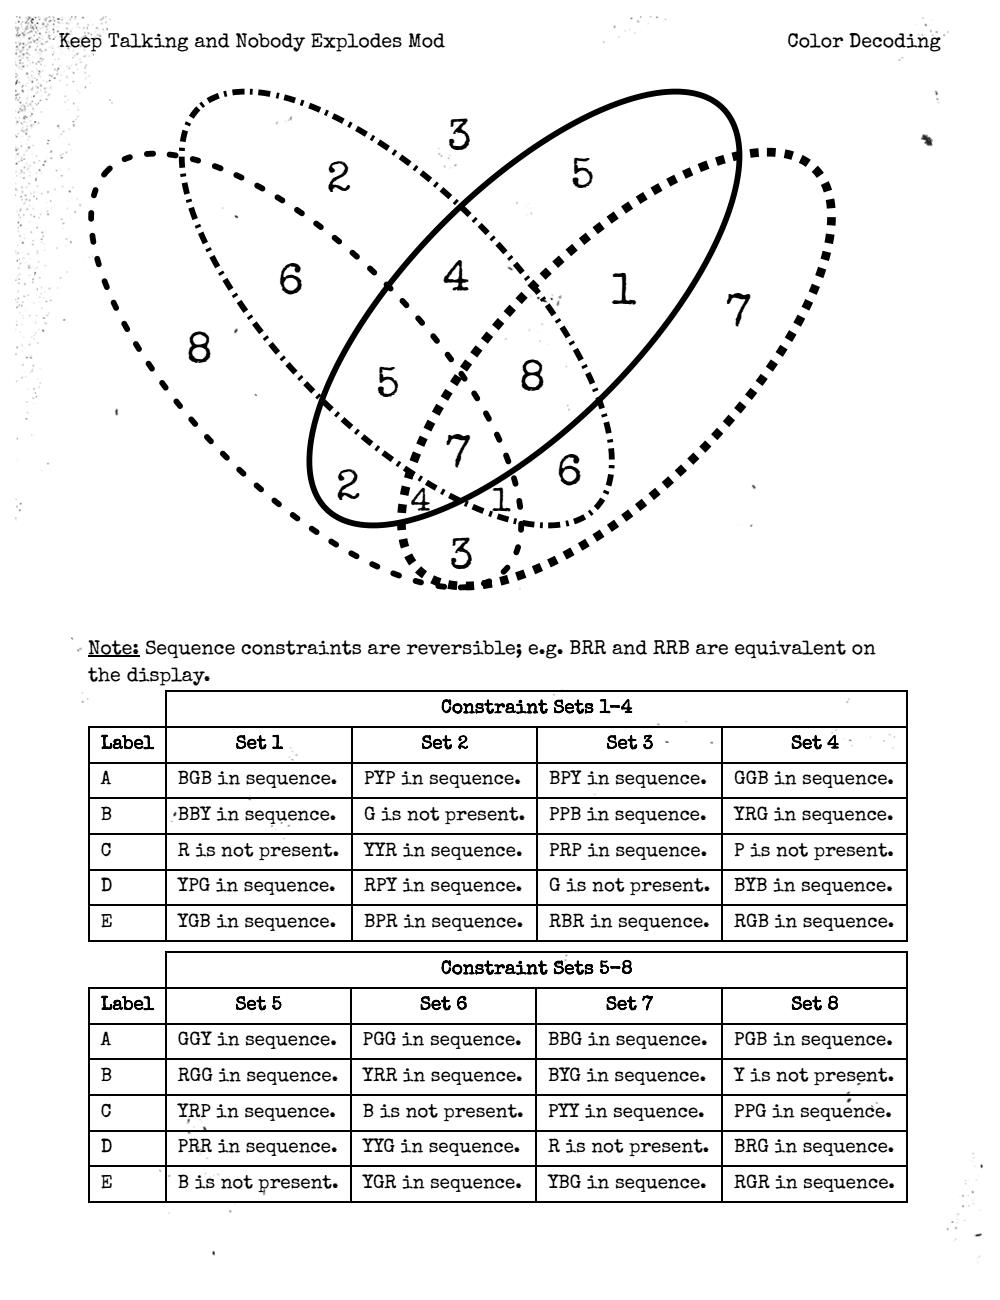 Keep Talking and Nobody Explodes Mod Color Decoding
3
2 5
6 4 1 7
8 5 8
7
2 4 1 6
3
Note: Sequence constraints are reversible; e.g. BRR and RRB are equivalent on
the display.
Constraint Sets 1-4
Label Set 1 Set 2 Set 3 Set 4
A BGB in sequence. PYP in sequence. BPY in sequence. GGB in sequence.
B BBY in sequence. G is not present. PPB in sequence. YRG in sequence.
C R is not present. YYR in sequence. PRP in sequence. P is not present.
D YPG in sequence. RPY in sequence. G is not present. BYB in sequence.
E YGB in sequence. BPR in sequence. RBR in sequence. RGB in sequence.
Constraint Sets 5-8
Label Set 5 Set 6 Set 7 Set 8
A GGY in sequence. PGG in sequence. BBG in sequence. PGB in sequence.
B RGG in sequence. YRR in sequence. BYG in sequence. Y is not present.
C YRP in sequence. B is not present. PYY in sequence. PPG in sequence.
D PRR in sequence. YYG in sequence. R is not present. BRG in sequence.
E B is not present. YGR in sequence. YBG in sequence. RGR in sequence.